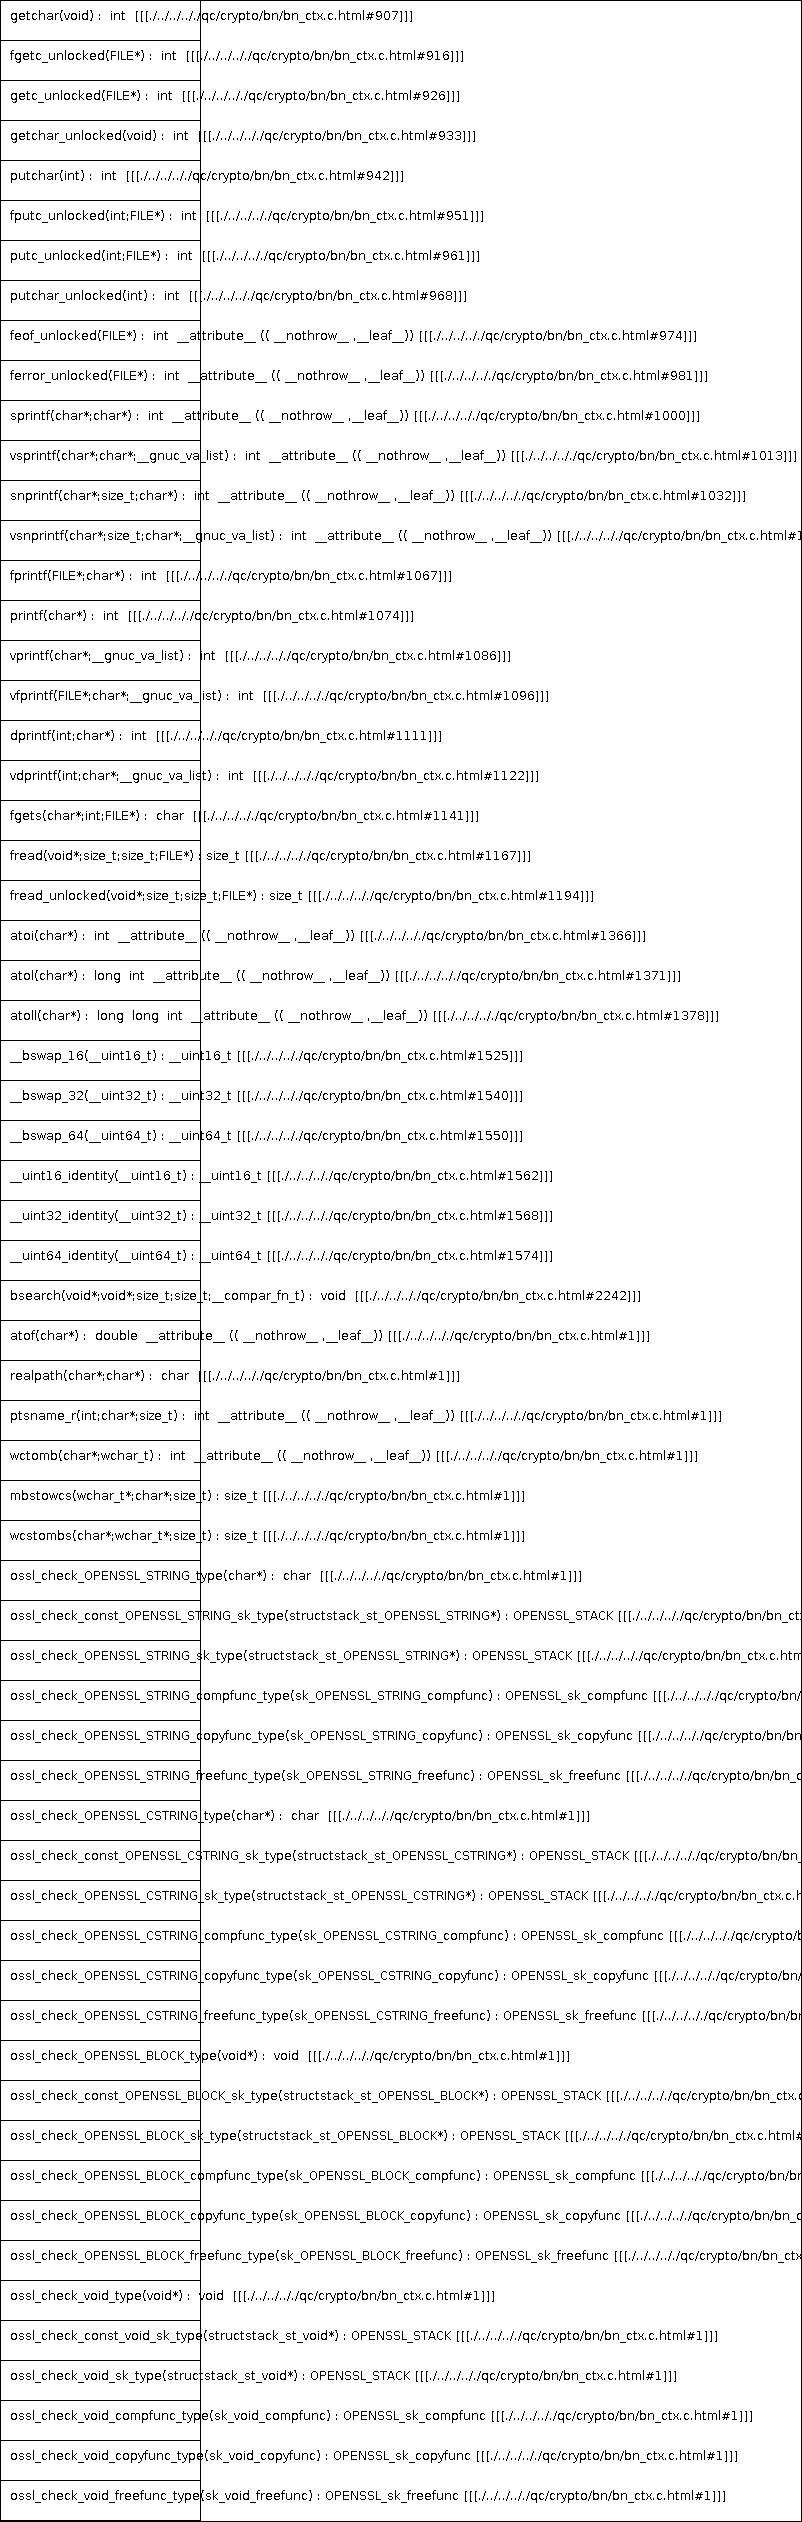 getchar(void) : int [[[./../../././qc/crypto/bn/bn_ctx.c.html#907]]]
fgetc_unlocked(FILE*) : int [[[./../../././qc/crypto/bn/bn_ctx.c.html#916]]]
getc_unlocked(FILE*) : int [[[./../../././qc/crypto/bn/bn_ctx.c.html#926]]]
getchar_unlocked(void) : int [[[./../../././qc/crypto/bn/bn_ctx.c.html#933]]]
putchar(int) : int [[[./../../././qc/crypto/bn/bn_ctx.c.html#942]]]
fputc_unlocked(int;FILE*) : int [[[./../../././qc/crypto/bn/bn_ctx.c.html#951]]]
putc_unlocked(int;FILE*) : int [[[./../../././qc/crypto/bn/bn_ctx.c.html#961]]]
putchar_unlocked(int) : int [[[./../../././qc/crypto/bn/bn_ctx.c.html#968]]]
feof_unlocked(FILE*) : int __attribute__ (( __nothrow__ ,__leaf__)) [[[./../../././qc/crypto/bn/bn_ctx.c.html#974]]]
ferror_unlocked(FILE*) : int __attribute__ (( __nothrow__ ,__leaf__)) [[[./../../././qc/crypto/bn/bn_ctx.c.html#981]]]
sprintf(char*;char*) : int __attribute__ (( __nothrow__ ,__leaf__)) [[[./../../././qc/crypto/bn/bn_ctx.c.html#1000]]]
vsprintf(char*;char*;__gnuc_va_list) : int __attribute__ (( __nothrow__ ,__leaf__)) [[[./../../././qc/crypto/bn/bn_ctx.c.html#1013]]]
snprintf(char*;size_t;char*) : int __attribute__ (( __nothrow__ ,__leaf__)) [[[./../../././qc/crypto/bn/bn_ctx.c.html#1032]]]
vsnprintf(char*;size_t;char*;__gnuc_va_list) : int __attribute__ (( __nothrow__ ,__leaf__)) [[[./../../././qc/crypto/bn/bn_ctx.c.html#1
fprintf(FILE*;char*) : int [[[./../../././qc/crypto/bn/bn_ctx.c.html#1067]]]
printf(char*) : int [[[./../../././qc/crypto/bn/bn_ctx.c.html#1074]]]
vprintf(char*;__gnuc_va_list) : int [[[./../../././qc/crypto/bn/bn_ctx.c.html#1086]]]
vfprintf(FILE*;char*;__gnuc_va_list) : int [[[./../../././qc/crypto/bn/bn_ctx.c.html#1096]]]
dprintf(int;char*) : int [[[./../../././qc/crypto/bn/bn_ctx.c.html#1111]]]
vdprintf(int;char*;__gnuc_va_list) : int [[[./../../././qc/crypto/bn/bn_ctx.c.html#1122]]]
fgets(char*;int;FILE*) : char [[[./../../././qc/crypto/bn/bn_ctx.c.html#1141]]]
fread(void*;size_t;size_t;FILE*) : size_t [[[./../../././qc/crypto/bn/bn_ctx.c.html#1167]]]
fread_unlocked(void*;size_t;size_t;FILE*) : size_t [[[./../../././qc/crypto/bn/bn_ctx.c.html#1194]]]
atoi(char*) : int __attribute__ (( __nothrow__ ,__leaf__)) [[[./../../././qc/crypto/bn/bn_ctx.c.html#1366]]]
atol(char*) : long int __attribute__ (( __nothrow__ ,__leaf__)) [[[./../../././qc/crypto/bn/bn_ctx.c.html#1371]]]
atoll(char*) : long long int __attribute__ (( __nothrow__ ,__leaf__)) [[[./../../././qc/crypto/bn/bn_ctx.c.html#1378]]]
__bswap_16(__uint16_t) : __uint16_t [[[./../../././qc/crypto/bn/bn_ctx.c.html#1525]]]
__bswap_32(__uint32_t) : __uint32_t [[[./../../././qc/crypto/bn/bn_ctx.c.html#1540]]]
__bswap_64(__uint64_t) : __uint64_t [[[./../../././qc/crypto/bn/bn_ctx.c.html#1550]]]
__uint16_identity(__uint16_t) : __uint16_t [[[./../../././qc/crypto/bn/bn_ctx.c.html#1562]]]
__uint32_identity(__uint32_t) : __uint32_t [[[./../../././qc/crypto/bn/bn_ctx.c.html#1568]]]
__uint64_identity(__uint64_t) : __uint64_t [[[./../../././qc/crypto/bn/bn_ctx.c.html#1574]]]
bsearch(void*;void*;size_t;size_t;__compar_fn_t) : void [[[./../../././qc/crypto/bn/bn_ctx.c.html#2242]]]
atof(char*) : double __attribute__ (( __nothrow__ ,__leaf__)) [[[./../../././qc/crypto/bn/bn_ctx.c.html#1]]]
realpath(char*;char*) : char [[[./../../././qc/crypto/bn/bn_ctx.c.html#1]]]
ptsname_r(int;char*;size_t) : int __attribute__ (( __nothrow__ ,__leaf__)) [[[./../../././qc/crypto/bn/bn_ctx.c.html#1]]]
wctomb(char*;wchar_t) : int __attribute__ (( __nothrow__ ,__leaf__)) [[[./../../././qc/crypto/bn/bn_ctx.c.html#1]]]
mbstowcs(wchar_t*;char*;size_t) : size_t [[[./../../././qc/crypto/bn/bn_ctx.c.html#1]]]
wcstombs(char*;wchar_t*;size_t) : size_t [[[./../../././qc/crypto/bn/bn_ctx.c.html#1]]]
ossl_check_OPENSSL_STRING_type(char*) : char [[[./../../././qc/crypto/bn/bn_ctx.c.html#1]]]
ossl_check_const_OPENSSL_STRING_sk_type(structstack_st_OPENSSL_STRING*) : OPENSSL_STACK [[[./../../././qc/crypto/bn/bn_ct
ossl_check_OPENSSL_STRING_sk_type(structstack_st_OPENSSL_STRING*) : OPENSSL_STACK [[[./../../././qc/crypto/bn/bn_ctx.c.htm
ossl_check_OPENSSL_STRING_compfunc_type(sk_OPENSSL_STRING_compfunc) : OPENSSL_sk_compfunc [[[./../../././qc/crypto/bn/
ossl_check_OPENSSL_STRING_copyfunc_type(sk_OPENSSL_STRING_copyfunc) : OPENSSL_sk_copyfunc [[[./../../././qc/crypto/bn/bn
ossl_check_OPENSSL_STRING_freefunc_type(sk_OPENSSL_STRING_freefunc) : OPENSSL_sk_freefunc [[[./../../././qc/crypto/bn/bn_c
ossl_check_OPENSSL_CSTRING_type(char*) : char [[[./../../././qc/crypto/bn/bn_ctx.c.html#1]]]
ossl_check_const_OPENSSL_CSTRING_sk_type(structstack_st_OPENSSL_CSTRING*) : OPENSSL_STACK [[[./../../././qc/crypto/bn/bn_
ossl_check_OPENSSL_CSTRING_sk_type(structstack_st_OPENSSL_CSTRING*) : OPENSSL_STACK [[[./../../././qc/crypto/bn/bn_ctx.c.h
ossl_check_OPENSSL_CSTRING_compfunc_type(sk_OPENSSL_CSTRING_compfunc) : OPENSSL_sk_compfunc [[[./../../././qc/crypto/b
ossl_check_OPENSSL_CSTRING_copyfunc_type(sk_OPENSSL_CSTRING_copyfunc) : OPENSSL_sk_copyfunc [[[./../../././qc/crypto/bn/
ossl_check_OPENSSL_CSTRING_freefunc_type(sk_OPENSSL_CSTRING_freefunc) : OPENSSL_sk_freefunc [[[./../../././qc/crypto/bn/bn
ossl_check_OPENSSL_BLOCK_type(void*) : void [[[./../../././qc/crypto/bn/bn_ctx.c.html#1]]]
ossl_check_const_OPENSSL_BLOCK_sk_type(structstack_st_OPENSSL_BLOCK*) : OPENSSL_STACK [[[./../../././qc/crypto/bn/bn_ctx.c
ossl_check_OPENSSL_BLOCK_sk_type(structstack_st_OPENSSL_BLOCK*) : OPENSSL_STACK [[[./../../././qc/crypto/bn/bn_ctx.c.html#
ossl_check_OPENSSL_BLOCK_compfunc_type(sk_OPENSSL_BLOCK_compfunc) : OPENSSL_sk_compfunc [[[./../../././qc/crypto/bn/bn
ossl_check_OPENSSL_BLOCK_copyfunc_type(sk_OPENSSL_BLOCK_copyfunc) : OPENSSL_sk_copyfunc [[[./../../././qc/crypto/bn/bn_c
ossl_check_OPENSSL_BLOCK_freefunc_type(sk_OPENSSL_BLOCK_freefunc) : OPENSSL_sk_freefunc [[[./../../././qc/crypto/bn/bn_ctx
ossl_check_void_type(void*) : void [[[./../../././qc/crypto/bn/bn_ctx.c.html#1]]]
ossl_check_const_void_sk_type(structstack_st_void*) : OPENSSL_STACK [[[./../../././qc/crypto/bn/bn_ctx.c.html#1]]]
ossl_check_void_sk_type(structstack_st_void*) : OPENSSL_STACK [[[./../../././qc/crypto/bn/bn_ctx.c.html#1]]]
ossl_check_void_compfunc_type(sk_void_compfunc) : OPENSSL_sk_compfunc [[[./../../././qc/crypto/bn/bn_ctx.c.html#1]]]
ossl_check_void_copyfunc_type(sk_void_copyfunc) : OPENSSL_sk_copyfunc [[[./../../././qc/crypto/bn/bn_ctx.c.html#1]]]
ossl_check_void_freefunc_type(sk_void_freefunc) : OPENSSL_sk_freefunc [[[./../../././qc/crypto/bn/bn_ctx.c.html#1]]]